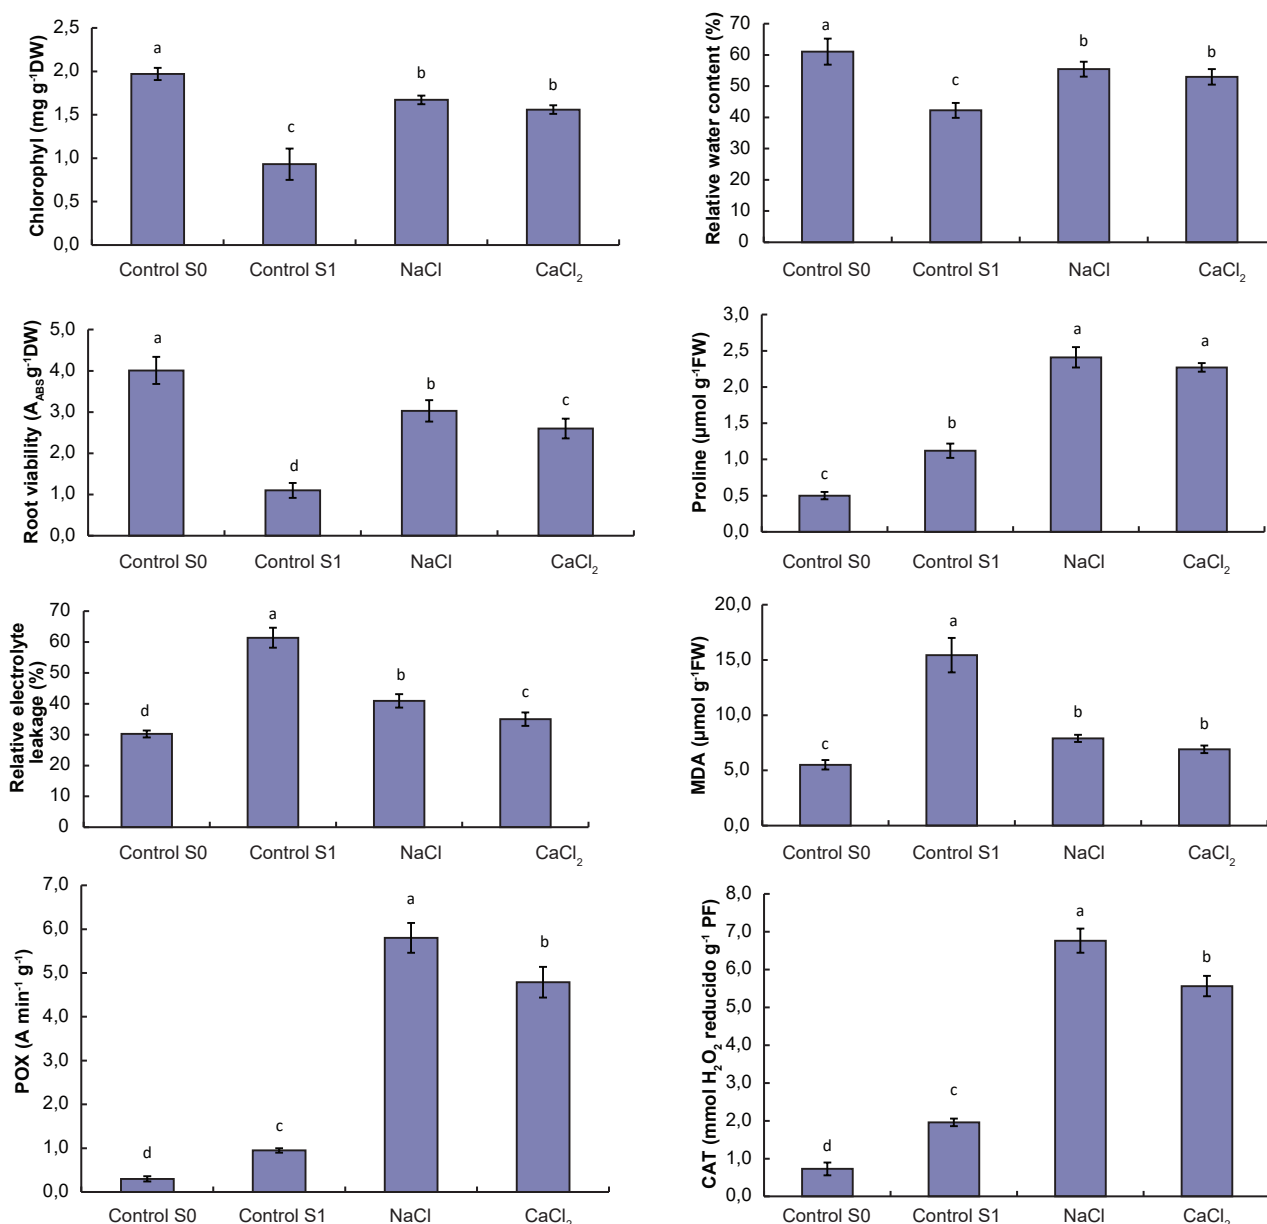 Chlorophyl (mg g⁻¹DW)
2,5
2,0
1,5
1,0
0,5
0,0
a
c
b
b
Control S0
Control S1
NaCl
CaCl₂
Relative water content (%)
70
60
50
40
30
20
10
0
a
c
b
b
Control S0
Control S1
NaCl
CaCl₂
Root viability (A_ABS g⁻¹DW)
5,0
4,0
3,0
2,0
1,0
0,0
a
d
b
c
Control S0
Control S1
NaCl
CaCl₂
Proline (µmol g⁻¹FW)
3,0
2,5
2,0
1,5
1,0
0,5
0,0
c
b
a
a
Control S0
Control S1
NaCl
CaCl₂
Relative electrolyte
leakage (%)
70
60
50
40
30
20
10
0
d
a
b
c
Control S0
Control S1
NaCl
CaCl₂
MDA (µmol g⁻¹FW)
20,0
15,0
10,0
5,0
0,0
c
a
b
b
Control S0
Control S1
NaCl
CaCl₂
POX (A min⁻¹ g⁻¹)
7,0
6,0
5,0
4,0
3,0
2,0
1,0
0,0
d
c
a
b
Control S0
Control S1
NaCl
CaCl₂
CAT (mmol H₂O₂ reducido g⁻¹ PF)
8,0
7,0
6,0
5,0
4,0
3,0
2,0
1,0
0,0
d
c
a
b
Control S0
Control S1
NaCl
CaCl₂